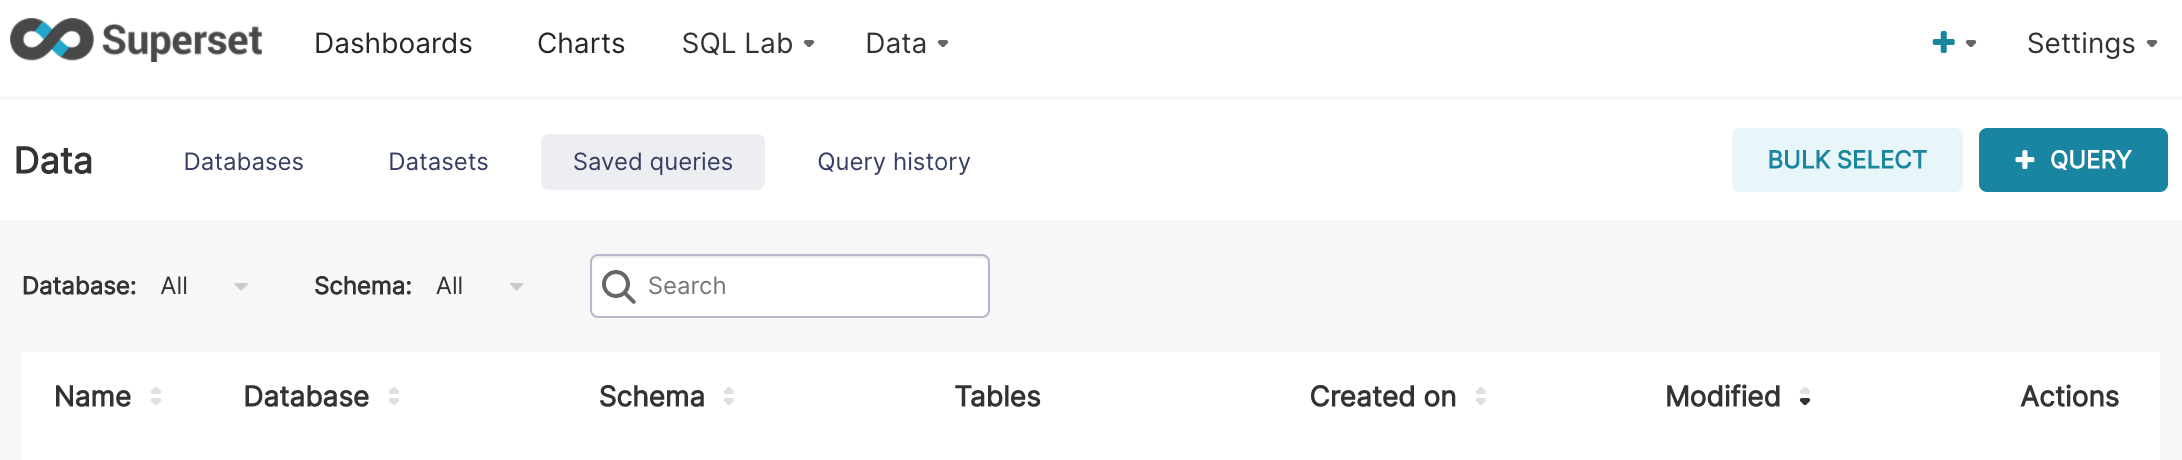 Superset Dashboards Charts SQL Lab Data + Settings
Data Databases Datasets Saved queries Query history BULK SELECT + QUERY
Database: All Schema: All Search
Name Database Schema Tables Created on Modified Actions